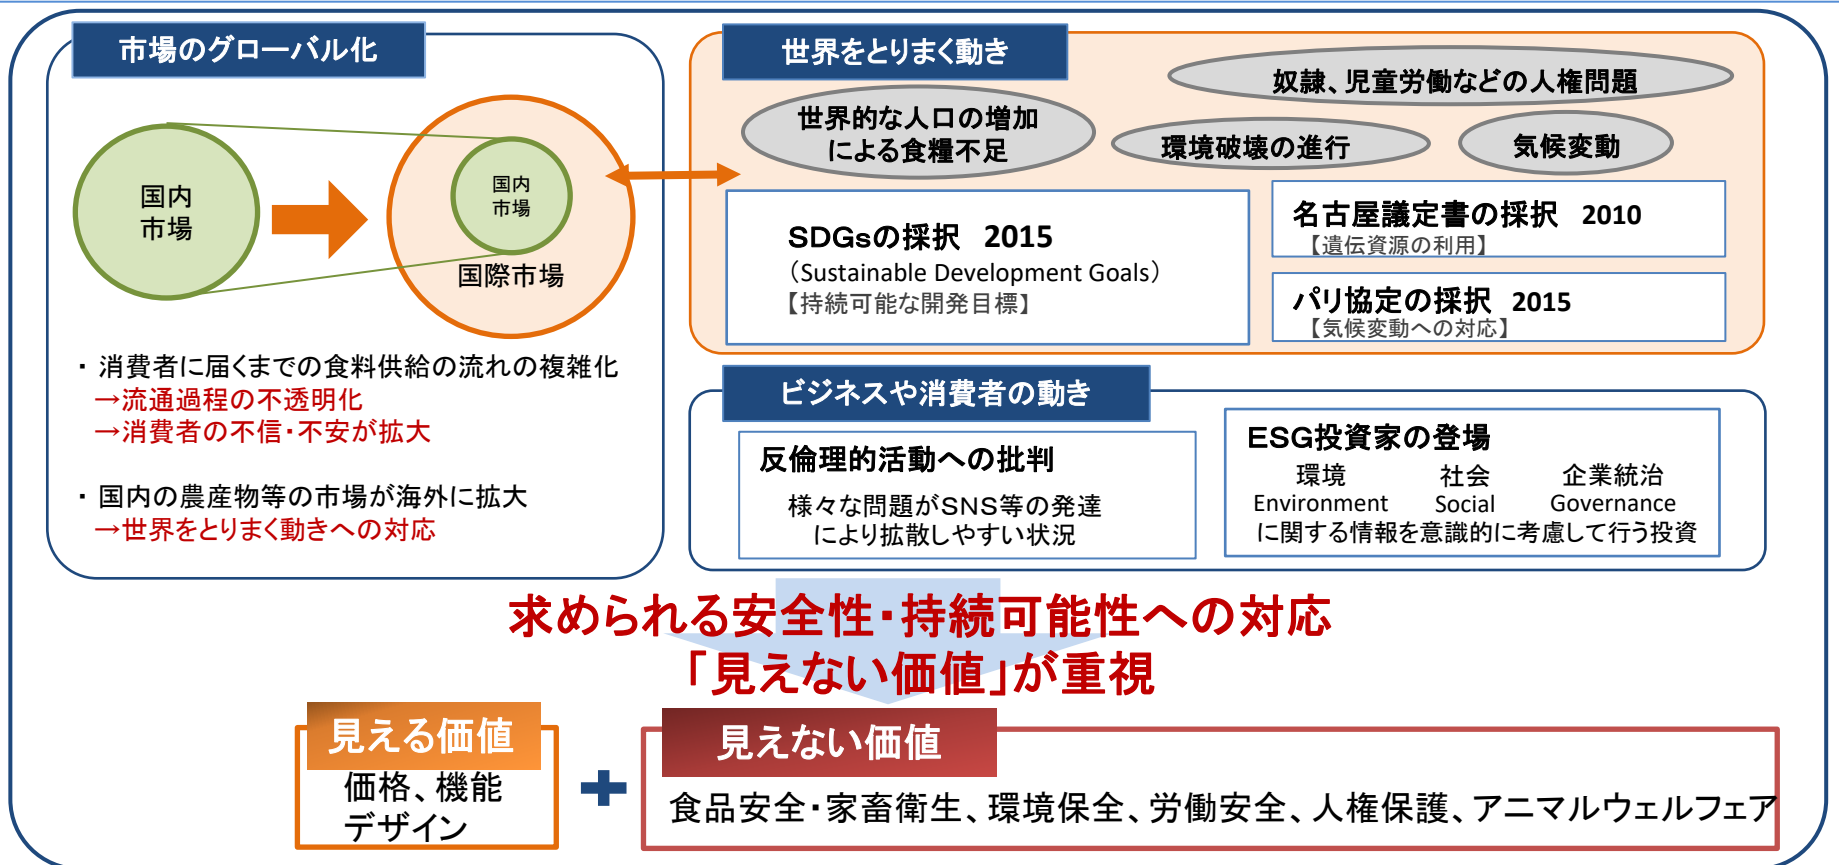 市場のグローバル化
国内
市場
国内
市場
国際市場
・ 消費者に届くまでの食料供給の流れの複雑化
→流通過程の不透明化
→消費者の不信・不安が拡大
・ 国内の農産物等の市場が海外に拡大
→世界をとりまく動きへの対応
世界をとりまく動き
奴隷、児童労働などの人権問題
世界的な人口の増加
による食糧不足
環境破壊の進行
気候変動
SDGsの採択 2015
（Sustainable Development Goals）
【持続可能な開発目標】
名古屋議定書の採択 2010
【遺伝資源の利用】
パリ協定の採択 2015
【気候変動への対応】
ビジネスや消費者の動き
反倫理的活動への批判
様々な問題がSNS等の発達
により拡散しやすい状況
ESG投資家の登場
環境 社会 企業統治
Environment Social Governance
に関する情報を意識的に考慮して行う投資
求められる安全性・持続可能性への対応
「見えない価値」が重視
見える価値
価格、機能
デザイン
見えない価値
食品安全・家畜衛生、環境保全、労働安全、人権保護、アニマルウェルフェア